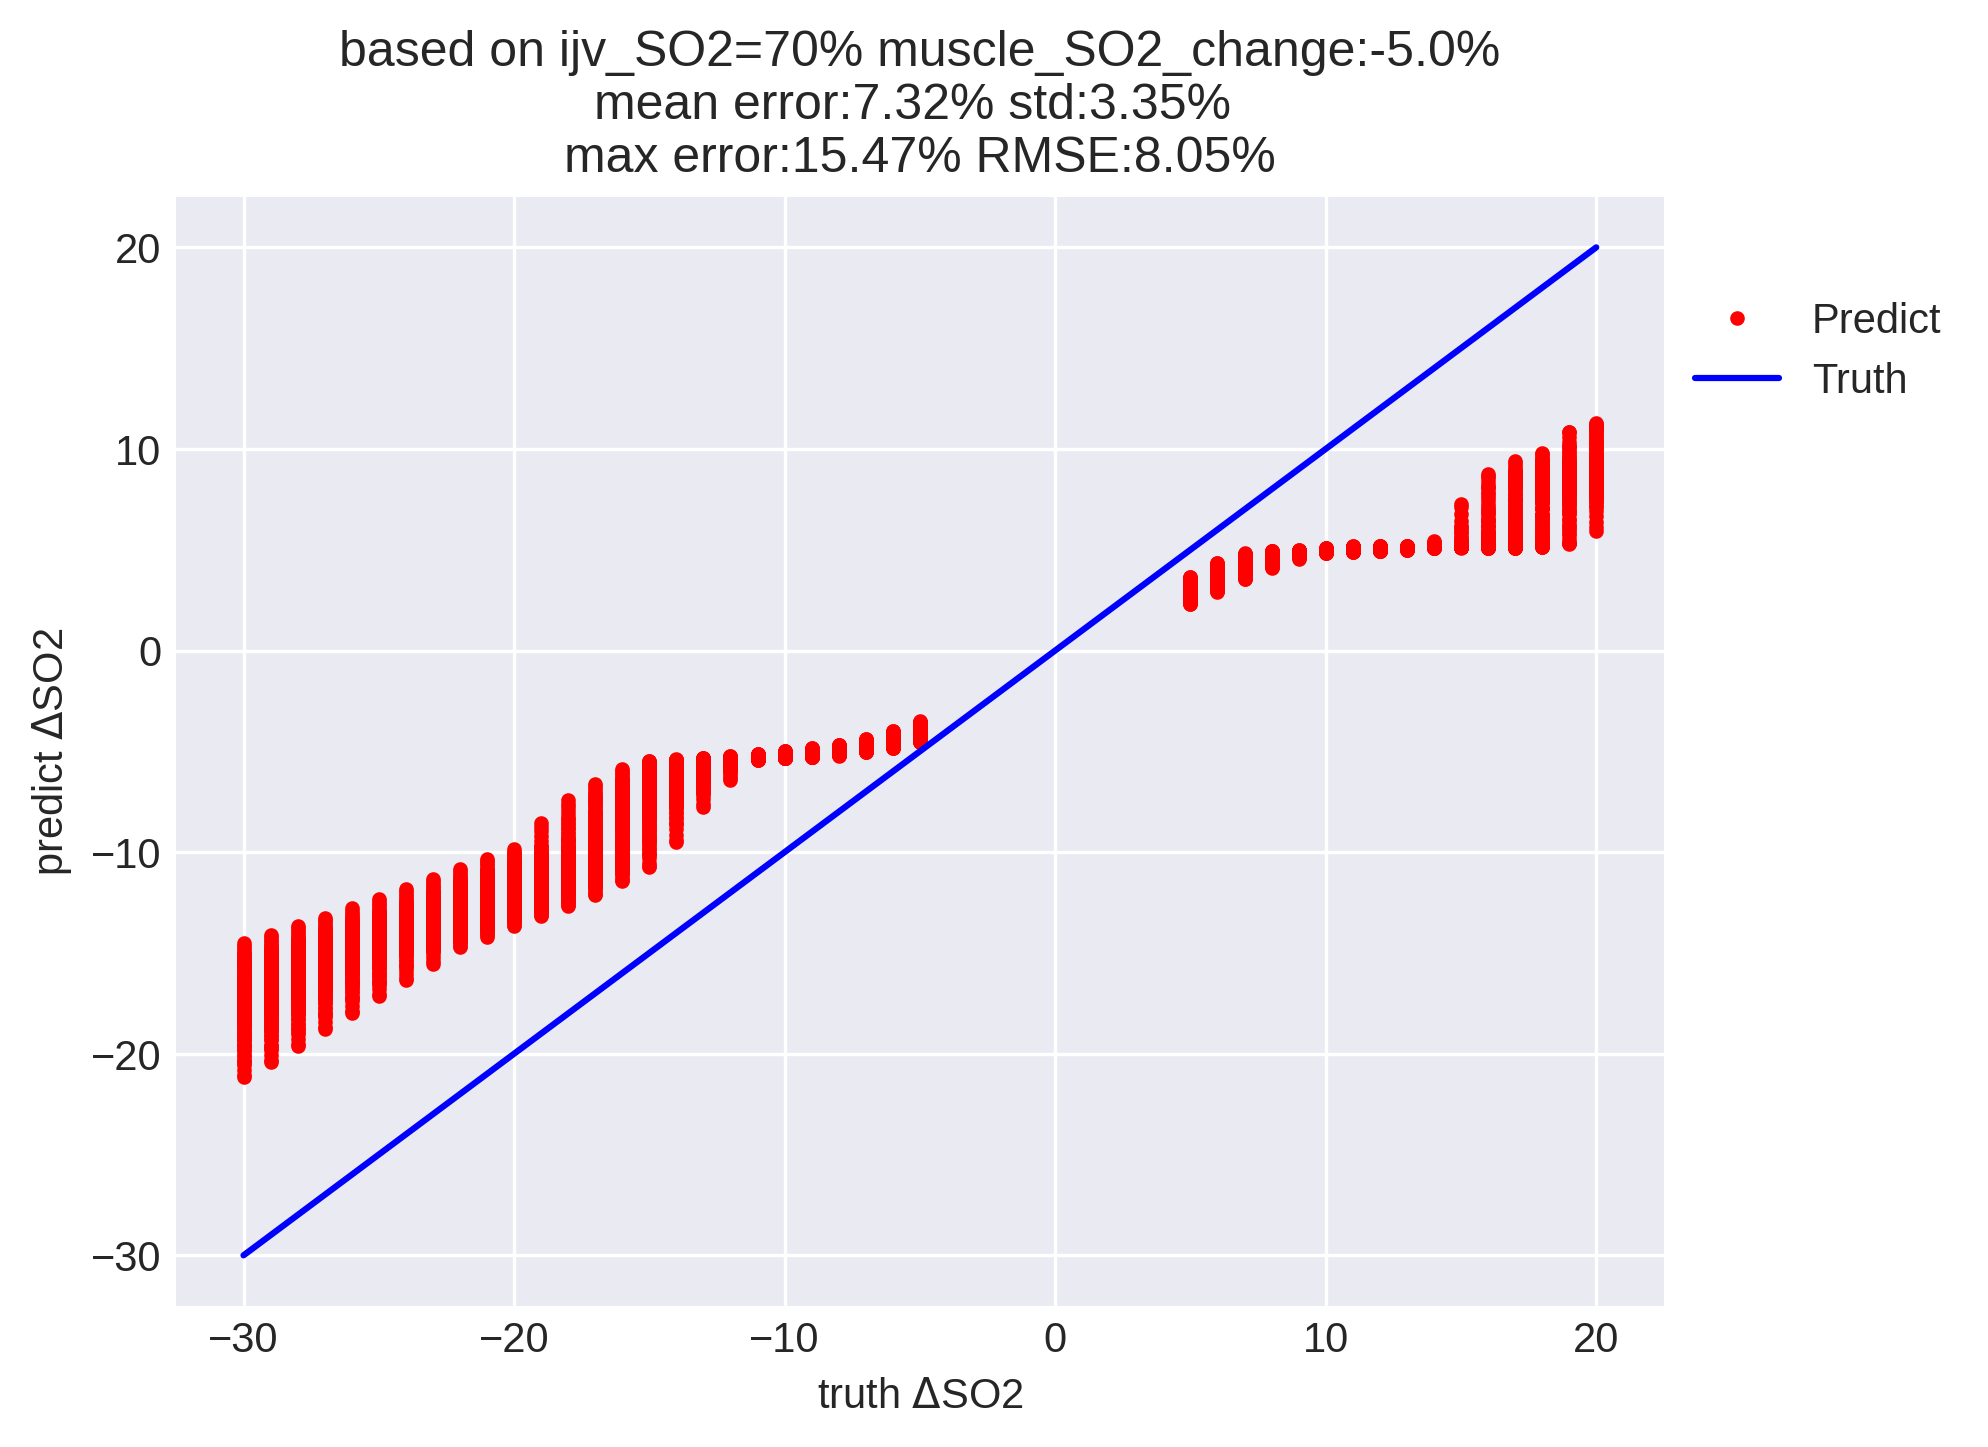 based on ijv_SO2=70% muscle_SO2_change:-5.0%
mean error:7.32% std:3.35%
max error:15.47% RMSE:8.05%
20
10
0
−10
−20
−30
predict ΔSO2
−30
−20
−10
0
10
20
truth ΔSO2
Predict
Truth